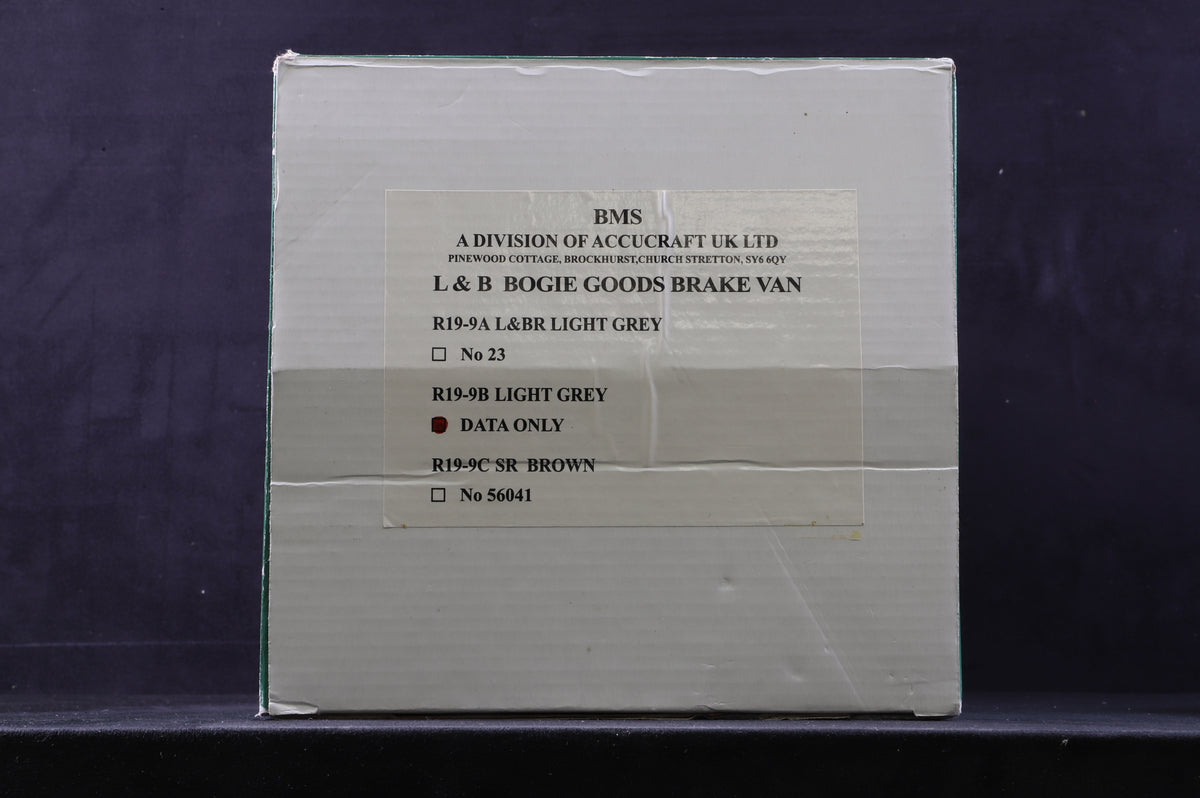 BMS
A DIVISION OF ACCUCRAFT UK LTD
PINEWOOD COTTAGE, BROCKHURST,CHURCH STRETTON, SY6 6QY
L & B BOGIE GOODS BRAKE VAN
R19-9A L&BR LIGHT GREY
No 23
R19-9B LIGHT GREY
DATA ONLY
R19-9C SR BROWN
No 56041